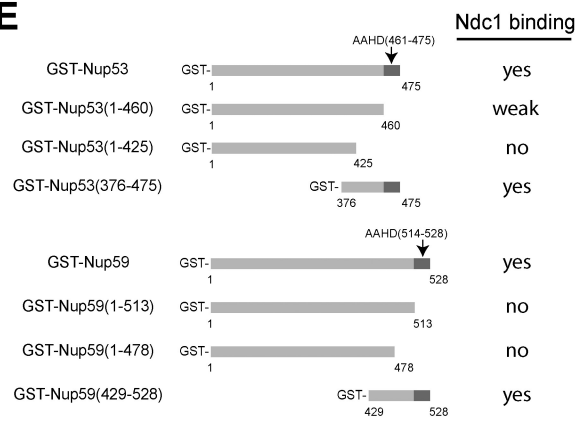 E
Ndc1 binding
AAHD(461-475)
GST-Nup53 GST- yes
1 475
GST-Nup53(1-460) GST- weak
1 460
GST-Nup53(1-425) GST- no
1 425
GST-Nup53(376-475) GST- yes
376 475
AAHD(514-528)
GST-Nup59 GST- yes
1 528
GST-Nup59(1-513) GST- no
1 513
GST-Nup59(1-478) GST- no
1 478
GST-Nup59(429-528) GST- yes
429 528